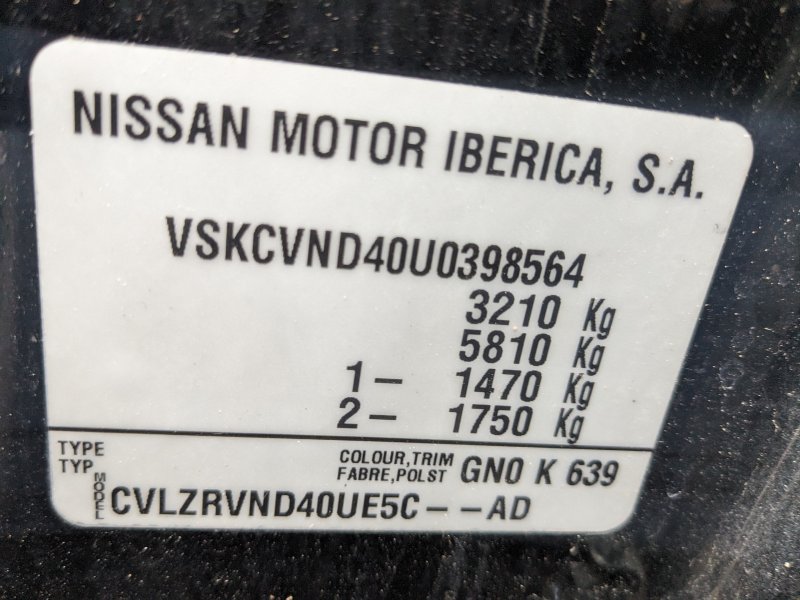 NISSAN MOTOR IBERICA, S.A.
VSKCVND40U0398564
3210 Kg
5810 Kg
1- 1470 Kg
2- 1750 Kg
TYPE
TYP
COLOUR,TRIM
FABRE,POLST
GN0 K 639
MODEL
CVLZRVND40UE5C--AD